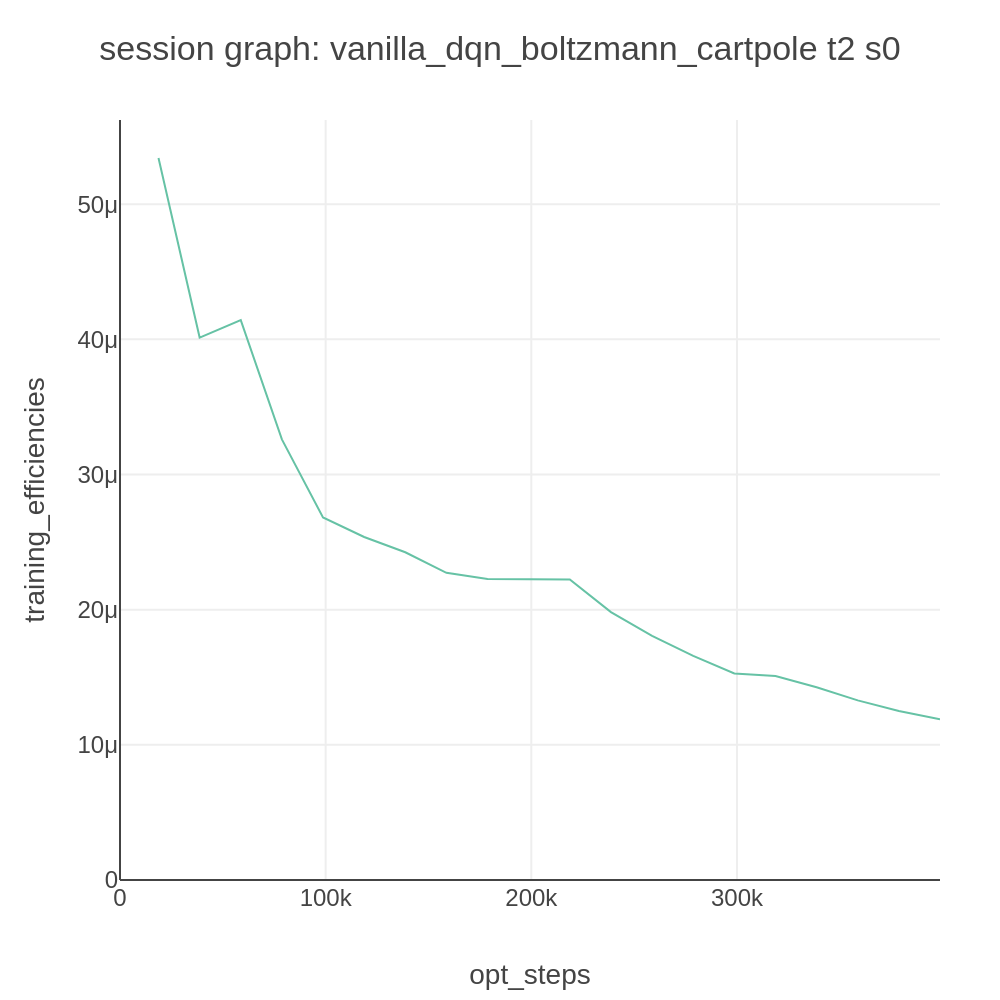 session graph: vanilla_dqn_boltzmann_cartpole t2 s0
training_efficiencies
50μ
40μ
30μ
20μ
10μ
0
0
100k
200k
300k
opt_steps